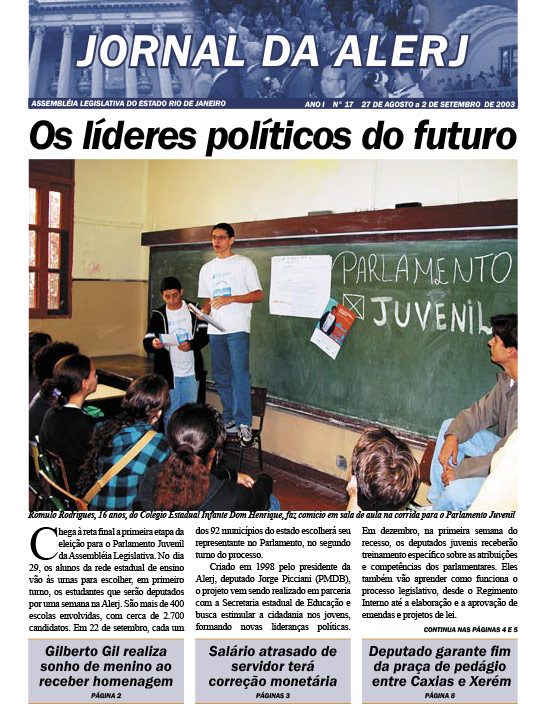 JORNAL DA ALERJ
ASSEMBLÉIA LEGISLATIVA DO ESTADO RIO DE JANEIRO
ANO I N° 17 27 DE AGOSTO a 2 DE SETEMBRO DE 2003
Os líderes políticos do futuro
PARLAMENTO
JUVENIL
Rômulo Rodrigues, 16 anos, do Colegio Estadual Infante Dom Henrique, faz comício em sala de aula na corrida para o Parlamento Juvenil
Chega à reta final a primeira etapa da
eleição para o Parlamento Juvenil
da Assembléia Legislativa. No dia
29, os alunos da rede estadual de ensino
vão às urnas para escolher, em primeiro
turno, os estudantes que serão deputados
por uma semana na Alerj. São mais de 400
escolas envolvidas, com cerca de 2.700
candidatos. Em 22 de setembro, cada um
dos 92 municípios do estado escolherá seu
representante no Parlamento, no segundo
turno do processo.
Criado em 1998 pelo presidente da
Alerj, deputado Jorge Picciani (PMDB),
o projeto vem sendo realizado em parceria
com a Secretaria estadual de Educação e
busca estimular a cidadania nos jovens,
formando novas lideranças políticas.
Em dezembro, na primeira semana do
recesso, os deputados juvenis receberão
treinamento específico sobre as atribuições
e competências dos parlamentares. Eles
também vão aprender como funciona o
processo legislativo, desde o Regimento
Interno até a elaboração e a aprovação de
emendas e projetos de lei.
CONTINUA NAS PÁGINAS 4 E 5
Gilberto Gil realiza
sonho de menino ao
receber homenagem
PÁGINA 2
Salário atrasado de
servidor terá
correção monetária
PÁGINAS 3
Deputado garante fim
da praça de pedágio
entre Caxias e Xerém
PÁGINA 8